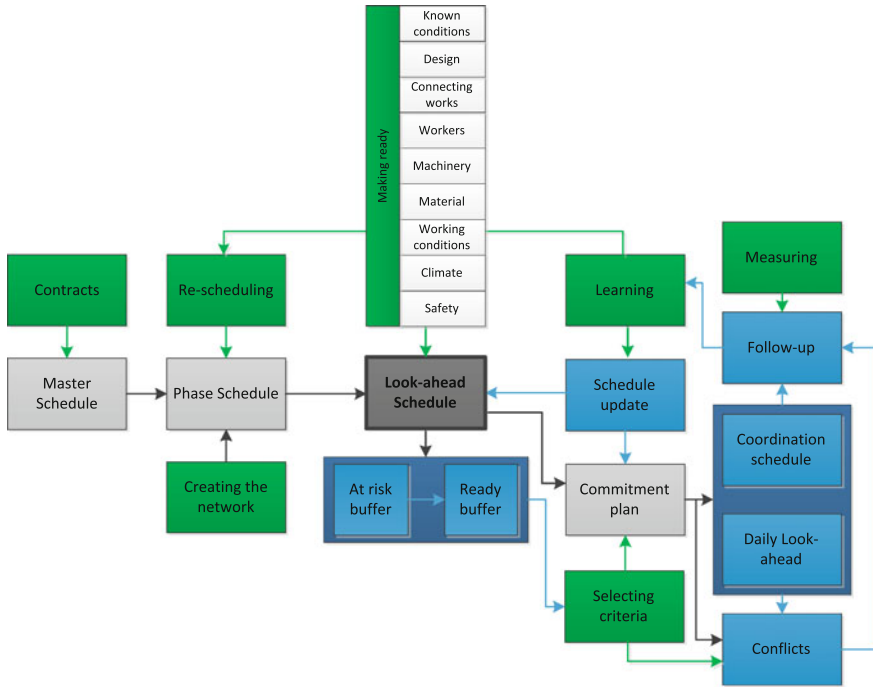 Known
conditions
Design
Connecting
works
Workers
Machinery
Material
Working
conditions
Climate
Safety
Making ready
Contracts
Re-scheduling
Learning
Measuring
Master
Schedule
Phase Schedule
Look-ahead
Schedule
Schedule
update
Follow-up
Creating the
network
At risk
buffer
Ready
buffer
Commitment
plan
Coordination
schedule
Daily Look-
ahead
Selecting
criteria
Conflicts